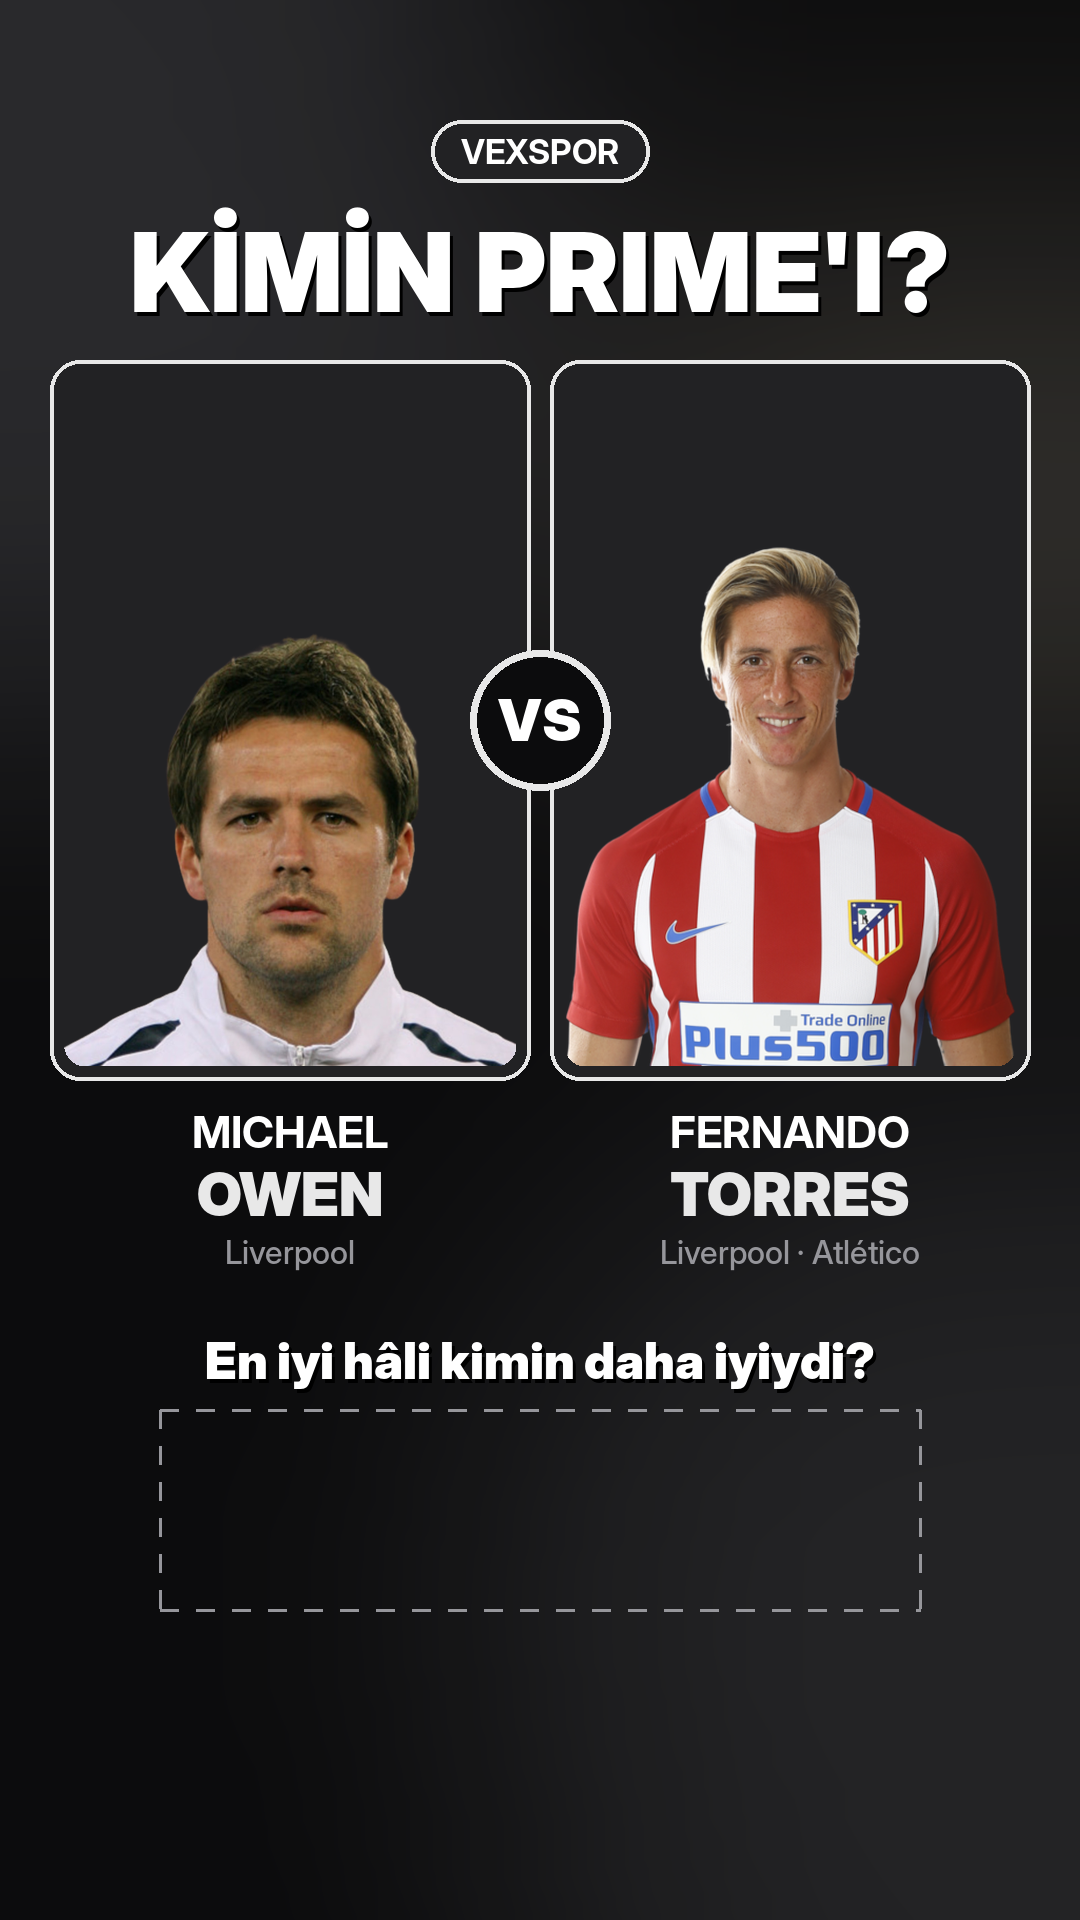 VEXSPOR
KİMİN PRIME'I?
VS
Trade Online
Plus500
MICHAEL
OWEN
Liverpool
FERNANDO
TORRES
Liverpool · Atlético
En iyi hâli kimin daha iyiydi?